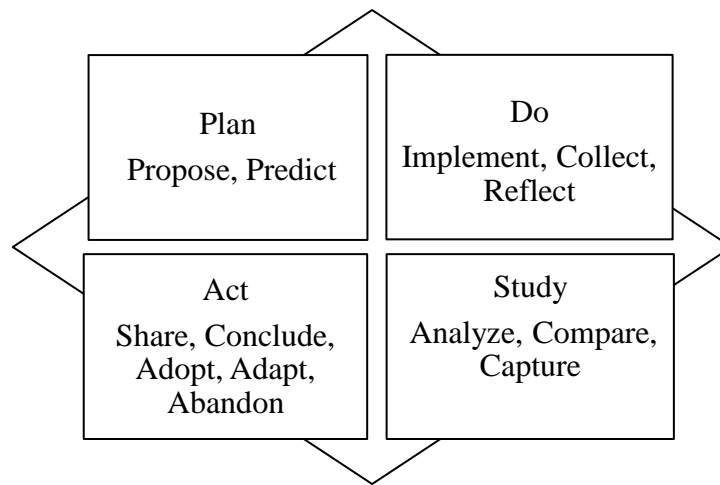 Plan
Propose, Predict
Do
Implement, Collect,
Reflect
Act
Share, Conclude,
Adopt, Adapt,
Abandon
Study
Analyze, Compare,
Capture